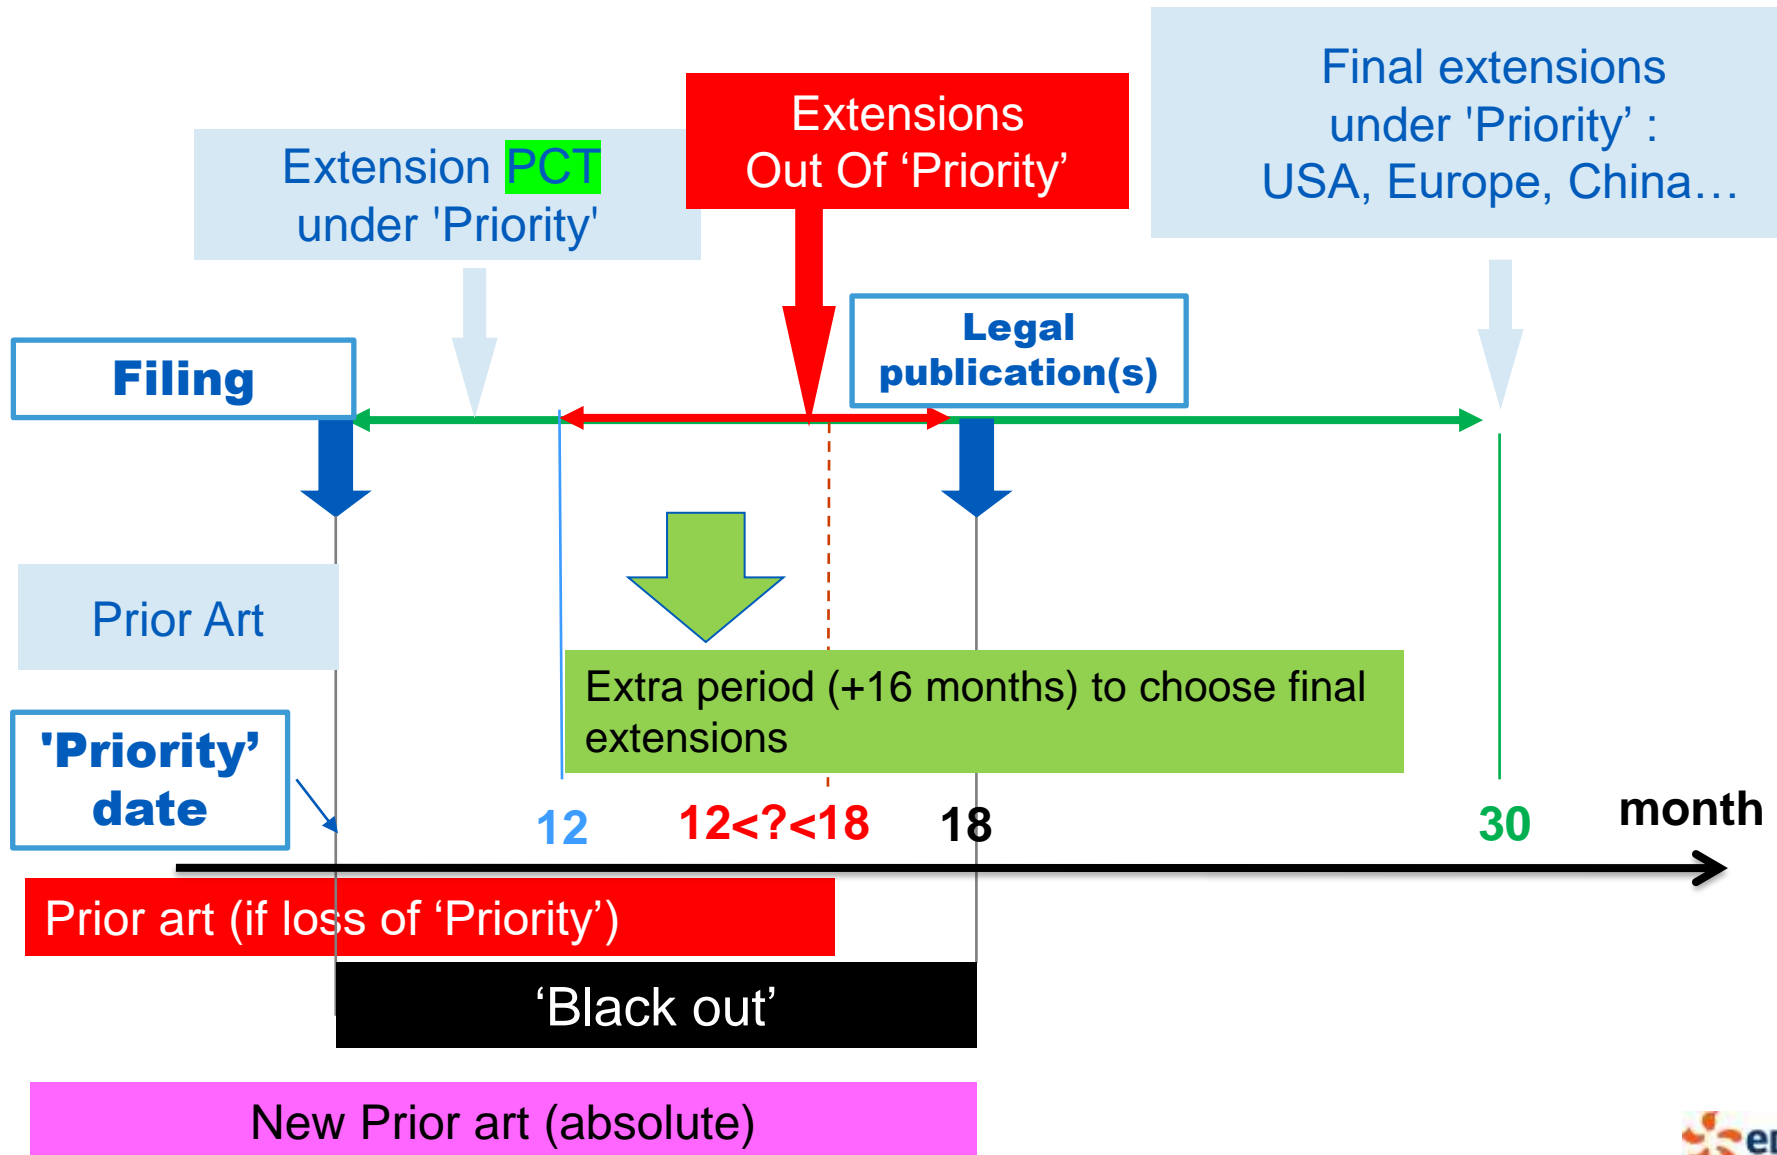 Final extensions
under 'Priority’ :
USA, Europe, China…
Extensions
Out Of ‘Priority’
Extension PCT
under 'Priority'
Legal
publication(s)
Filing
Prior Art
Extra period (+16 months) to choose final
extensions
'Priority’
date
12
12<?<18
18
30
month
Prior art (if loss of ‘Priority’)
‘Black out’
New Prior art (absolute)